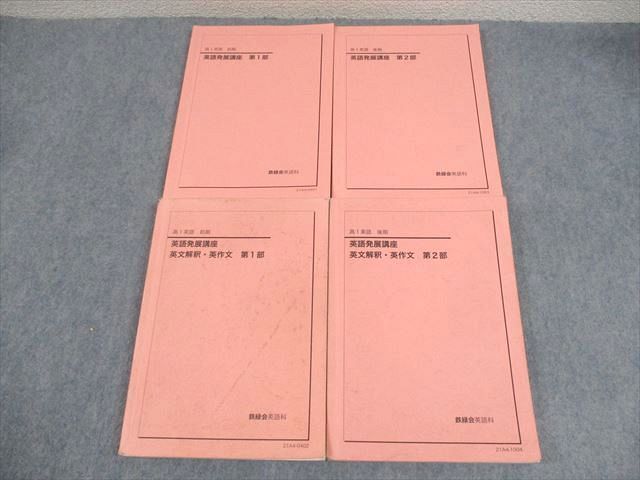 高1英語 前期
英語発展講座 第1部
鉄緑会英語科
高1英語 後期
英語発展講座 第2部
鉄緑会英語科
高1英語 前期
英語発展講座
英文解釈・英作文 第1部
鉄緑会英語科
21A4-0402
高1英語 後期
英語発展講座
英文解釈・英作文 第2部
鉄緑会英語科
21A4-1004